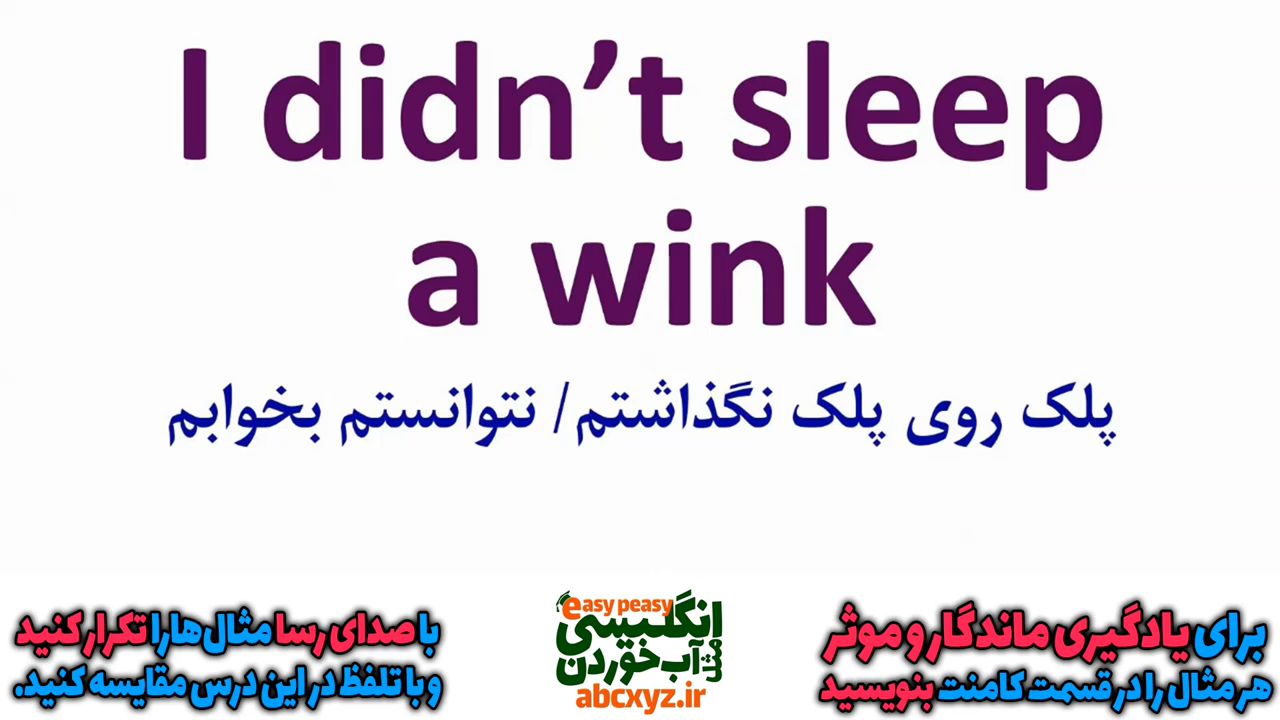 I didn't sleep
a wink
پلک روی پلک نگذاشتم/ نتوانستم بخوابم
برای یادگیری ماندگار و موثر
هر مثال را در قسمت کامنت بنویسید
easy peasy
انگلیسی
مثل آب خوردن
abcxyz.ir
با صدای رسا مثال‌ها را تکرار کنید
و با تلفظ در این درس مقایسه کنید.